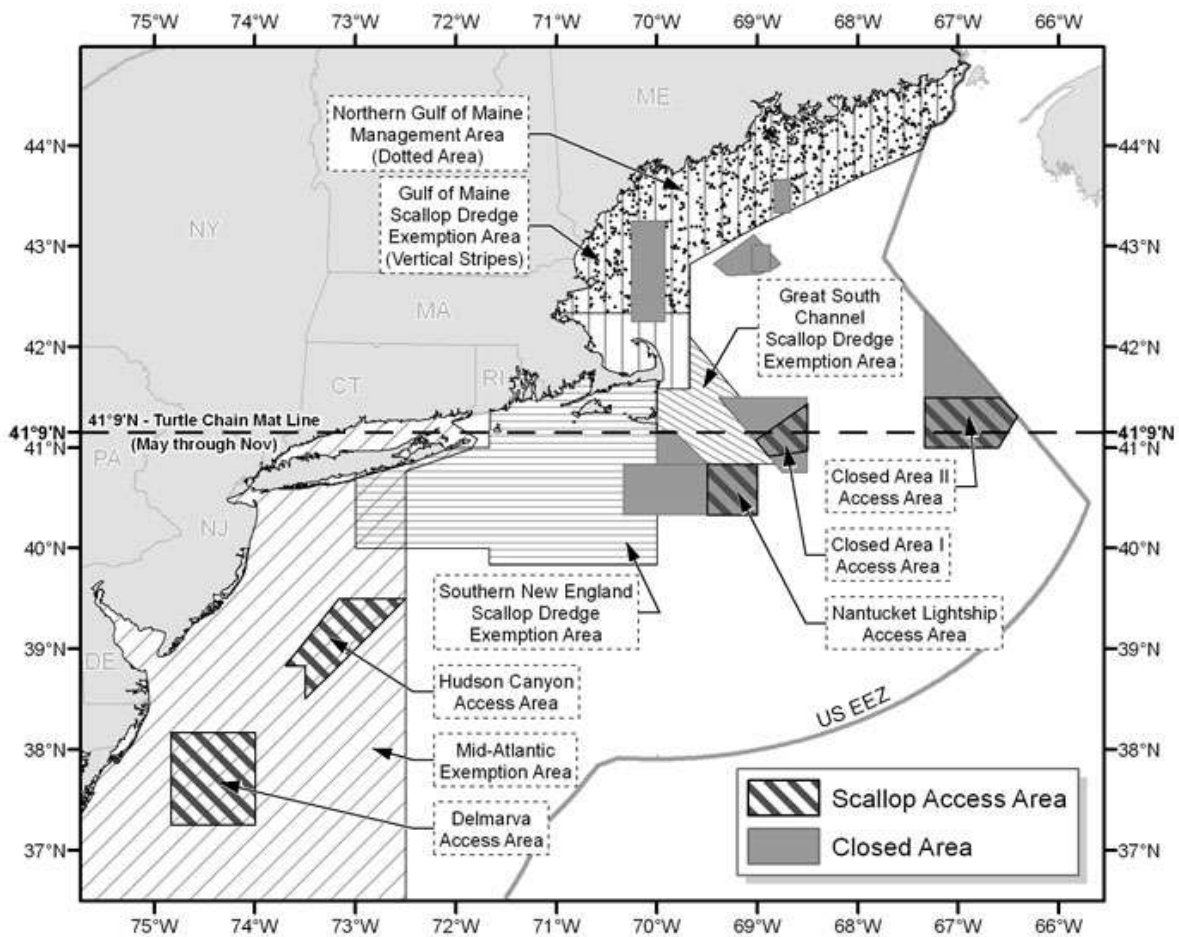 75°W 74°W 73°W 72°W 71°W 70°W 69°W 68°W 67°W 66°W
44°N
43°N
42°N
41°9'N
41°N
40°N
39°N
38°N
37°N
ME
NY
MA
CT
RI
PA
NJ
DE
Northern Gulf of Maine
Management Area
(Dotted Area)
Gulf of Maine
Scallop Dredge
Exemption Area
(Vertical Stripes)
Great South
Channel
Scallop Dredge
Exemption Area
41°9'N - Turtle Chain Mat Line
(May through Nov)
Closed Area II
Access Area
Closed Area I
Access Area
Nantucket Lightship
Access Area
Southern New England
Scallop Dredge
Exemption Area
Hudson Canyon
Access Area
Mid-Atlantic
Exemption Area
Delmarva
Access Area
US EEZ
Scallop Access Area
Closed Area
44°N
43°N
42°N
41°9'N
41°N
40°N
39°N
38°N
37°N
75°W 74°W 73°W 72°W 71°W 70°W 69°W 68°W 67°W 66°W